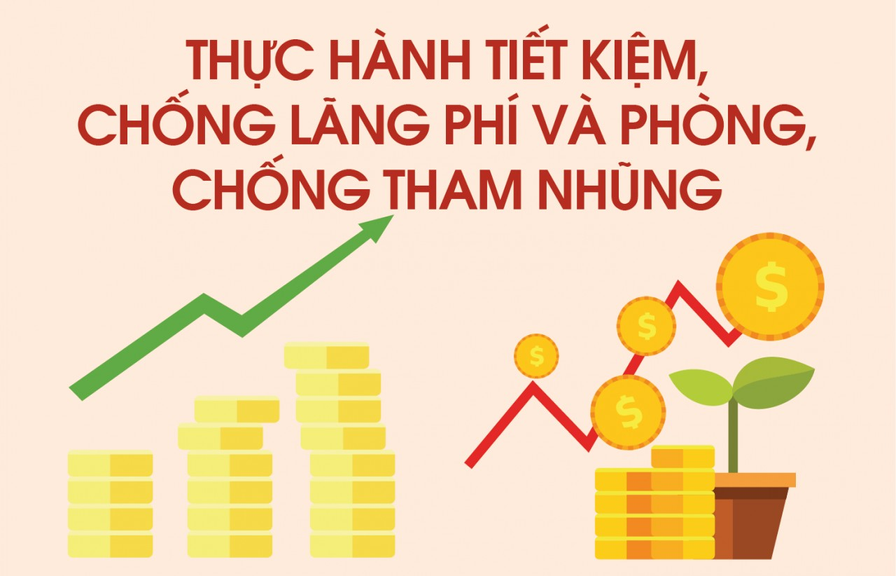 THỰC HÀNH TIẾT KIỆM,
CHỐNG LÃNG PHÍ VÀ PHÒNG,
CHỐNG THAM NHŨNG
$
$
$
$